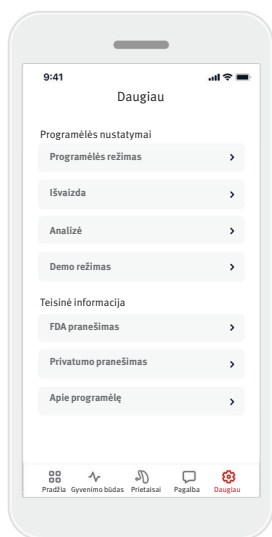 9:41
Daugiau
Programėlės nustatymai
Programėlės režimas
Išvaizda
Analizė
Demo režimas
Teisinė informacija
FDA pranešimas
Privatumo pranešimas
Apie programėlę
Pradžia Gyvenimo būdas Prietaisai Pagalba Daugiau